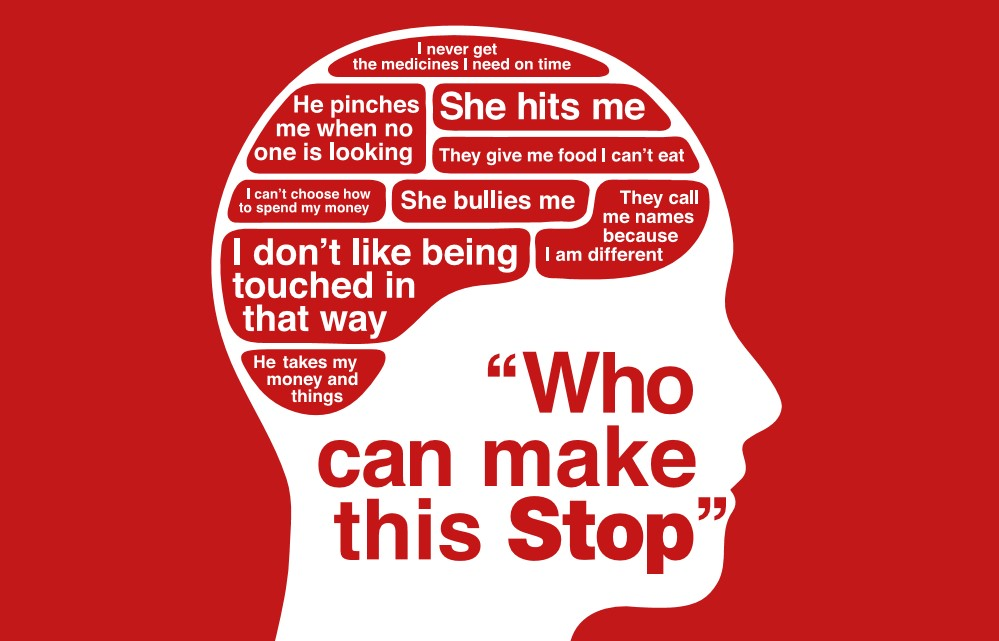 I never get
the medicines I need on time
He pinches
me when no
one is looking
She hits me
They give me food I can't eat
I can't choose how
to spend my money
She bullies me
They call
me names
because
I am different
I don't like being
touched in
that way
He takes my
money and
things
“Who
can make
this Stop”